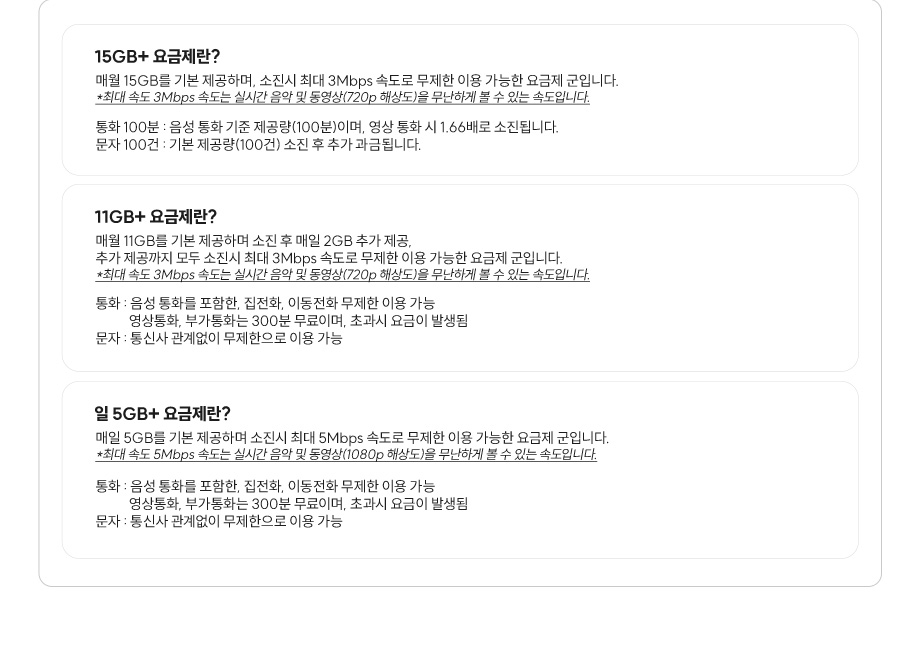 15GB+ 요금제란?
매월 15GB를 기본 제공하며, 소진시 최대 3Mbps 속도로 무제한 이용 가능한 요금제 군입니다.
*최대 속도 3Mbps 속도는 실시간 음악 및 동영상(720p 해상도)을 무난하게 볼 수 있는 속도입니다.
통화 100분 : 음성 통화 기준 제공량(100분)이며, 영상 통화 시 1.66배로 소진됩니다.
문자 100건 : 기본 제공량(100건) 소진 후 추가 과금됩니다.
11GB+ 요금제란?
매월 11GB를 기본 제공하며 소진 후 매일 2GB 추가 제공,
추가 제공까지 모두 소진시 최대 3Mbps 속도로 무제한 이용 가능한 요금제 군입니다.
*최대 속도 3Mbps 속도는 실시간 음악 및 동영상(720p 해상도)을 무난하게 볼 수 있는 속도입니다.
통화 : 음성 통화를 포함한, 집전화, 이동전화 무제한 이용 가능
영상통화, 부가통화는 300분 무료이며, 초과시 요금이 발생됨
문자 : 통신사 관계없이 무제한으로 이용 가능
일 5GB+ 요금제란?
매일 5GB를 기본 제공하며 소진시 최대 5Mbps 속도로 무제한 이용 가능한 요금제 군입니다.
*최대 속도 5Mbps 속도는 실시간 음악 및 동영상(1080p 해상도)을 무난하게 볼 수 있는 속도입니다.
통화 : 음성 통화를 포함한, 집전화, 이동전화 무제한 이용 가능
영상통화, 부가통화는 300분 무료이며, 초과시 요금이 발생됨
문자 : 통신사 관계없이 무제한으로 이용 가능